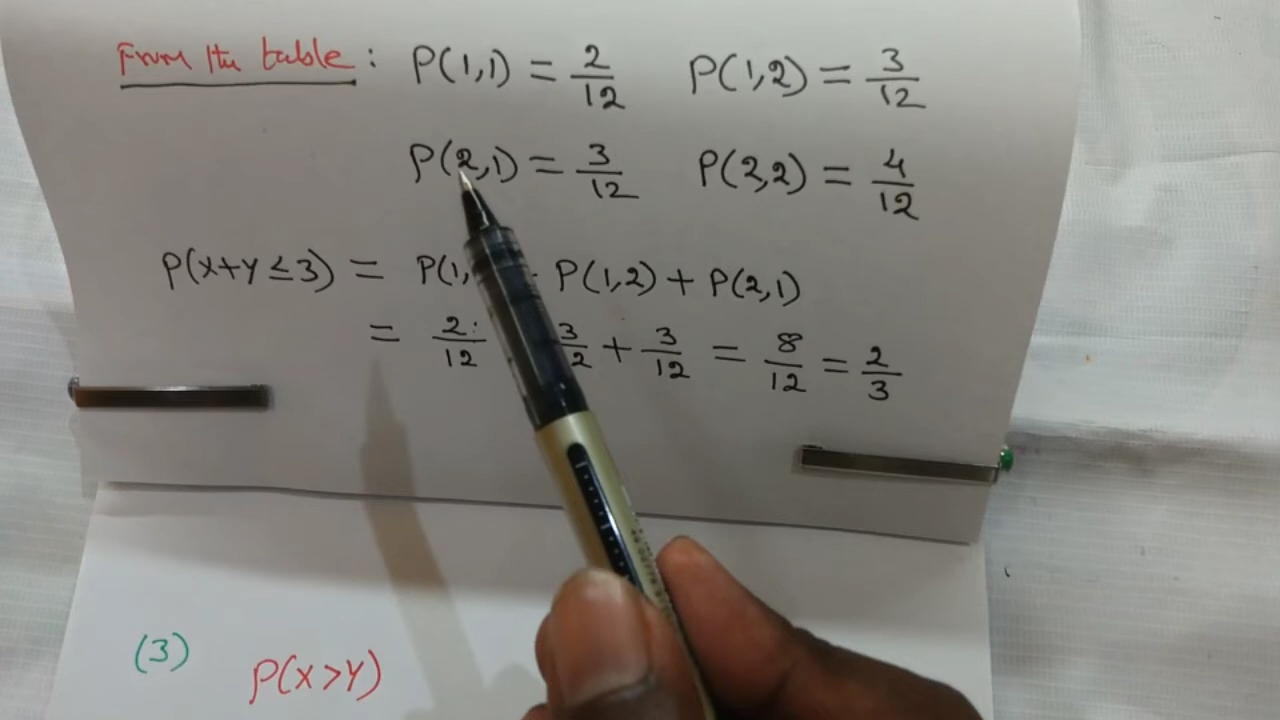 From the table : P(1,1) = 2/12 P(1,2) = 3/12
P(2,1) = 3/12 P(2,2) = 4/12
P(X+Y ≤ 3) = P(1, P(1,2) + P(2,1)
= 2/12 3/2 + 3/12 = 8/12 = 2/3
(3) P(X>Y)